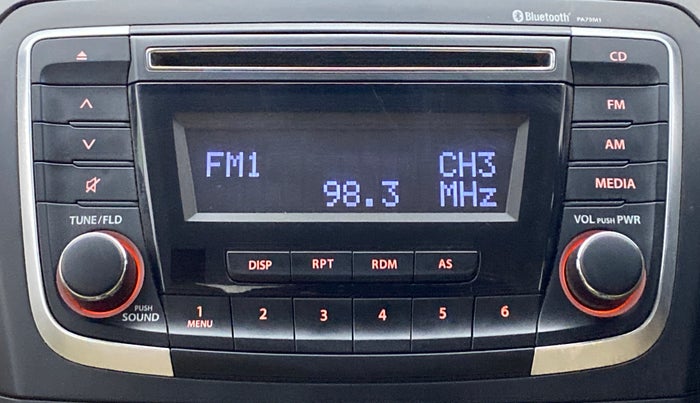 Bluetooth® PA79M1
CD
FM
AM
MEDIA
FM1 CH3
98.3 MHz
TUNE/FLD
VOL PUSH PWR
DISP RPT RDM AS
PUSH
SOUND
1 2 3 4 5 6
MENU